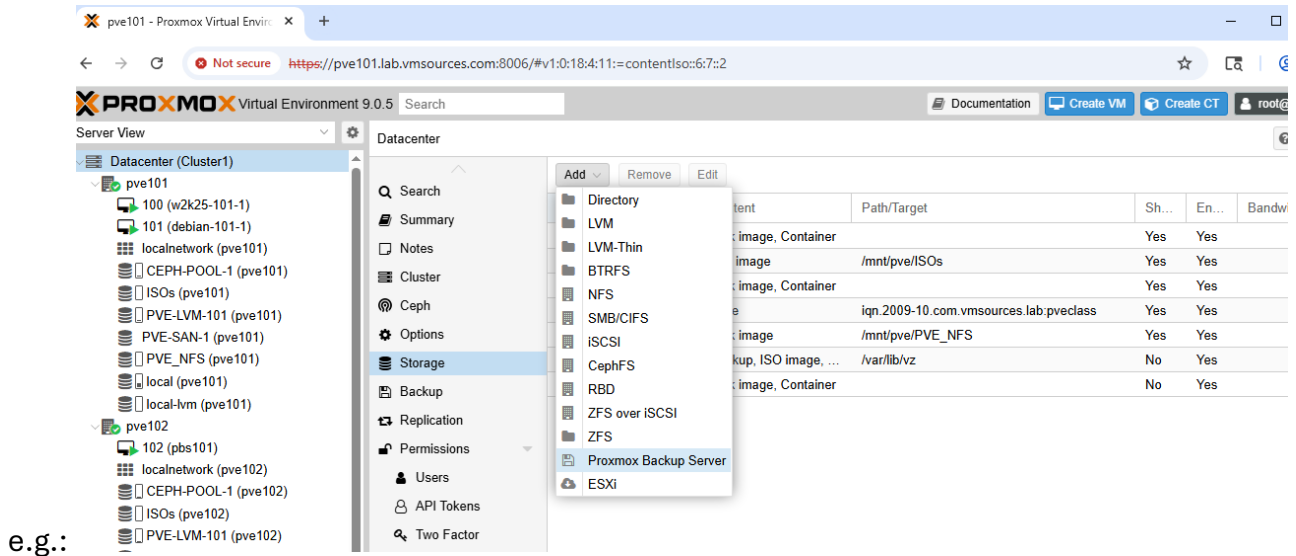 pve101 - Proxmox Virtual Enviro
Not secure https://pve101.lab.vmsources.com:8006/#v1:0:18:4:11:=contentIso::6:7::2
PROXMOX Virtual Environment 9.0.5 Search Documentation Create VM Create CT root@
Server View
Datacenter (Cluster1)
pve101
100 (w2k25-101-1)
101 (debian-101-1)
localnetwork (pve101)
CEPH-POOL-1 (pve101)
ISOs (pve101)
PVE-LVM-101 (pve101)
PVE-SAN-1 (pve101)
PVE_NFS (pve101)
local (pve101)
local-lvm (pve101)
pve102
102 (pbs101)
localnetwork (pve102)
CEPH-POOL-1 (pve102)
ISOs (pve102)
PVE-LVM-101 (pve102)
Datacenter
Search
Summary
Notes
Cluster
Ceph
Options
Storage
Backup
Replication
Permissions
Users
API Tokens
Two Factor
Add Remove Edit
Directory
LVM
LVM-Thin
BTRFS
NFS
SMB/CIFS
iSCSI
CephFS
RBD
ZFS over iSCSI
ZFS
Proxmox Backup Server
ESXi
tent Path/Target Sh... En... Bandwi
image, Container Yes Yes
image /mnt/pve/ISOs Yes Yes
image, Container Yes Yes
e iqn.2009-10.com.vmsources.lab:pveclass Yes Yes
image /mnt/pve/PVE_NFS Yes Yes
kup, ISO image, ... /var/lib/vz No Yes
image, Container No Yes
e.g.: